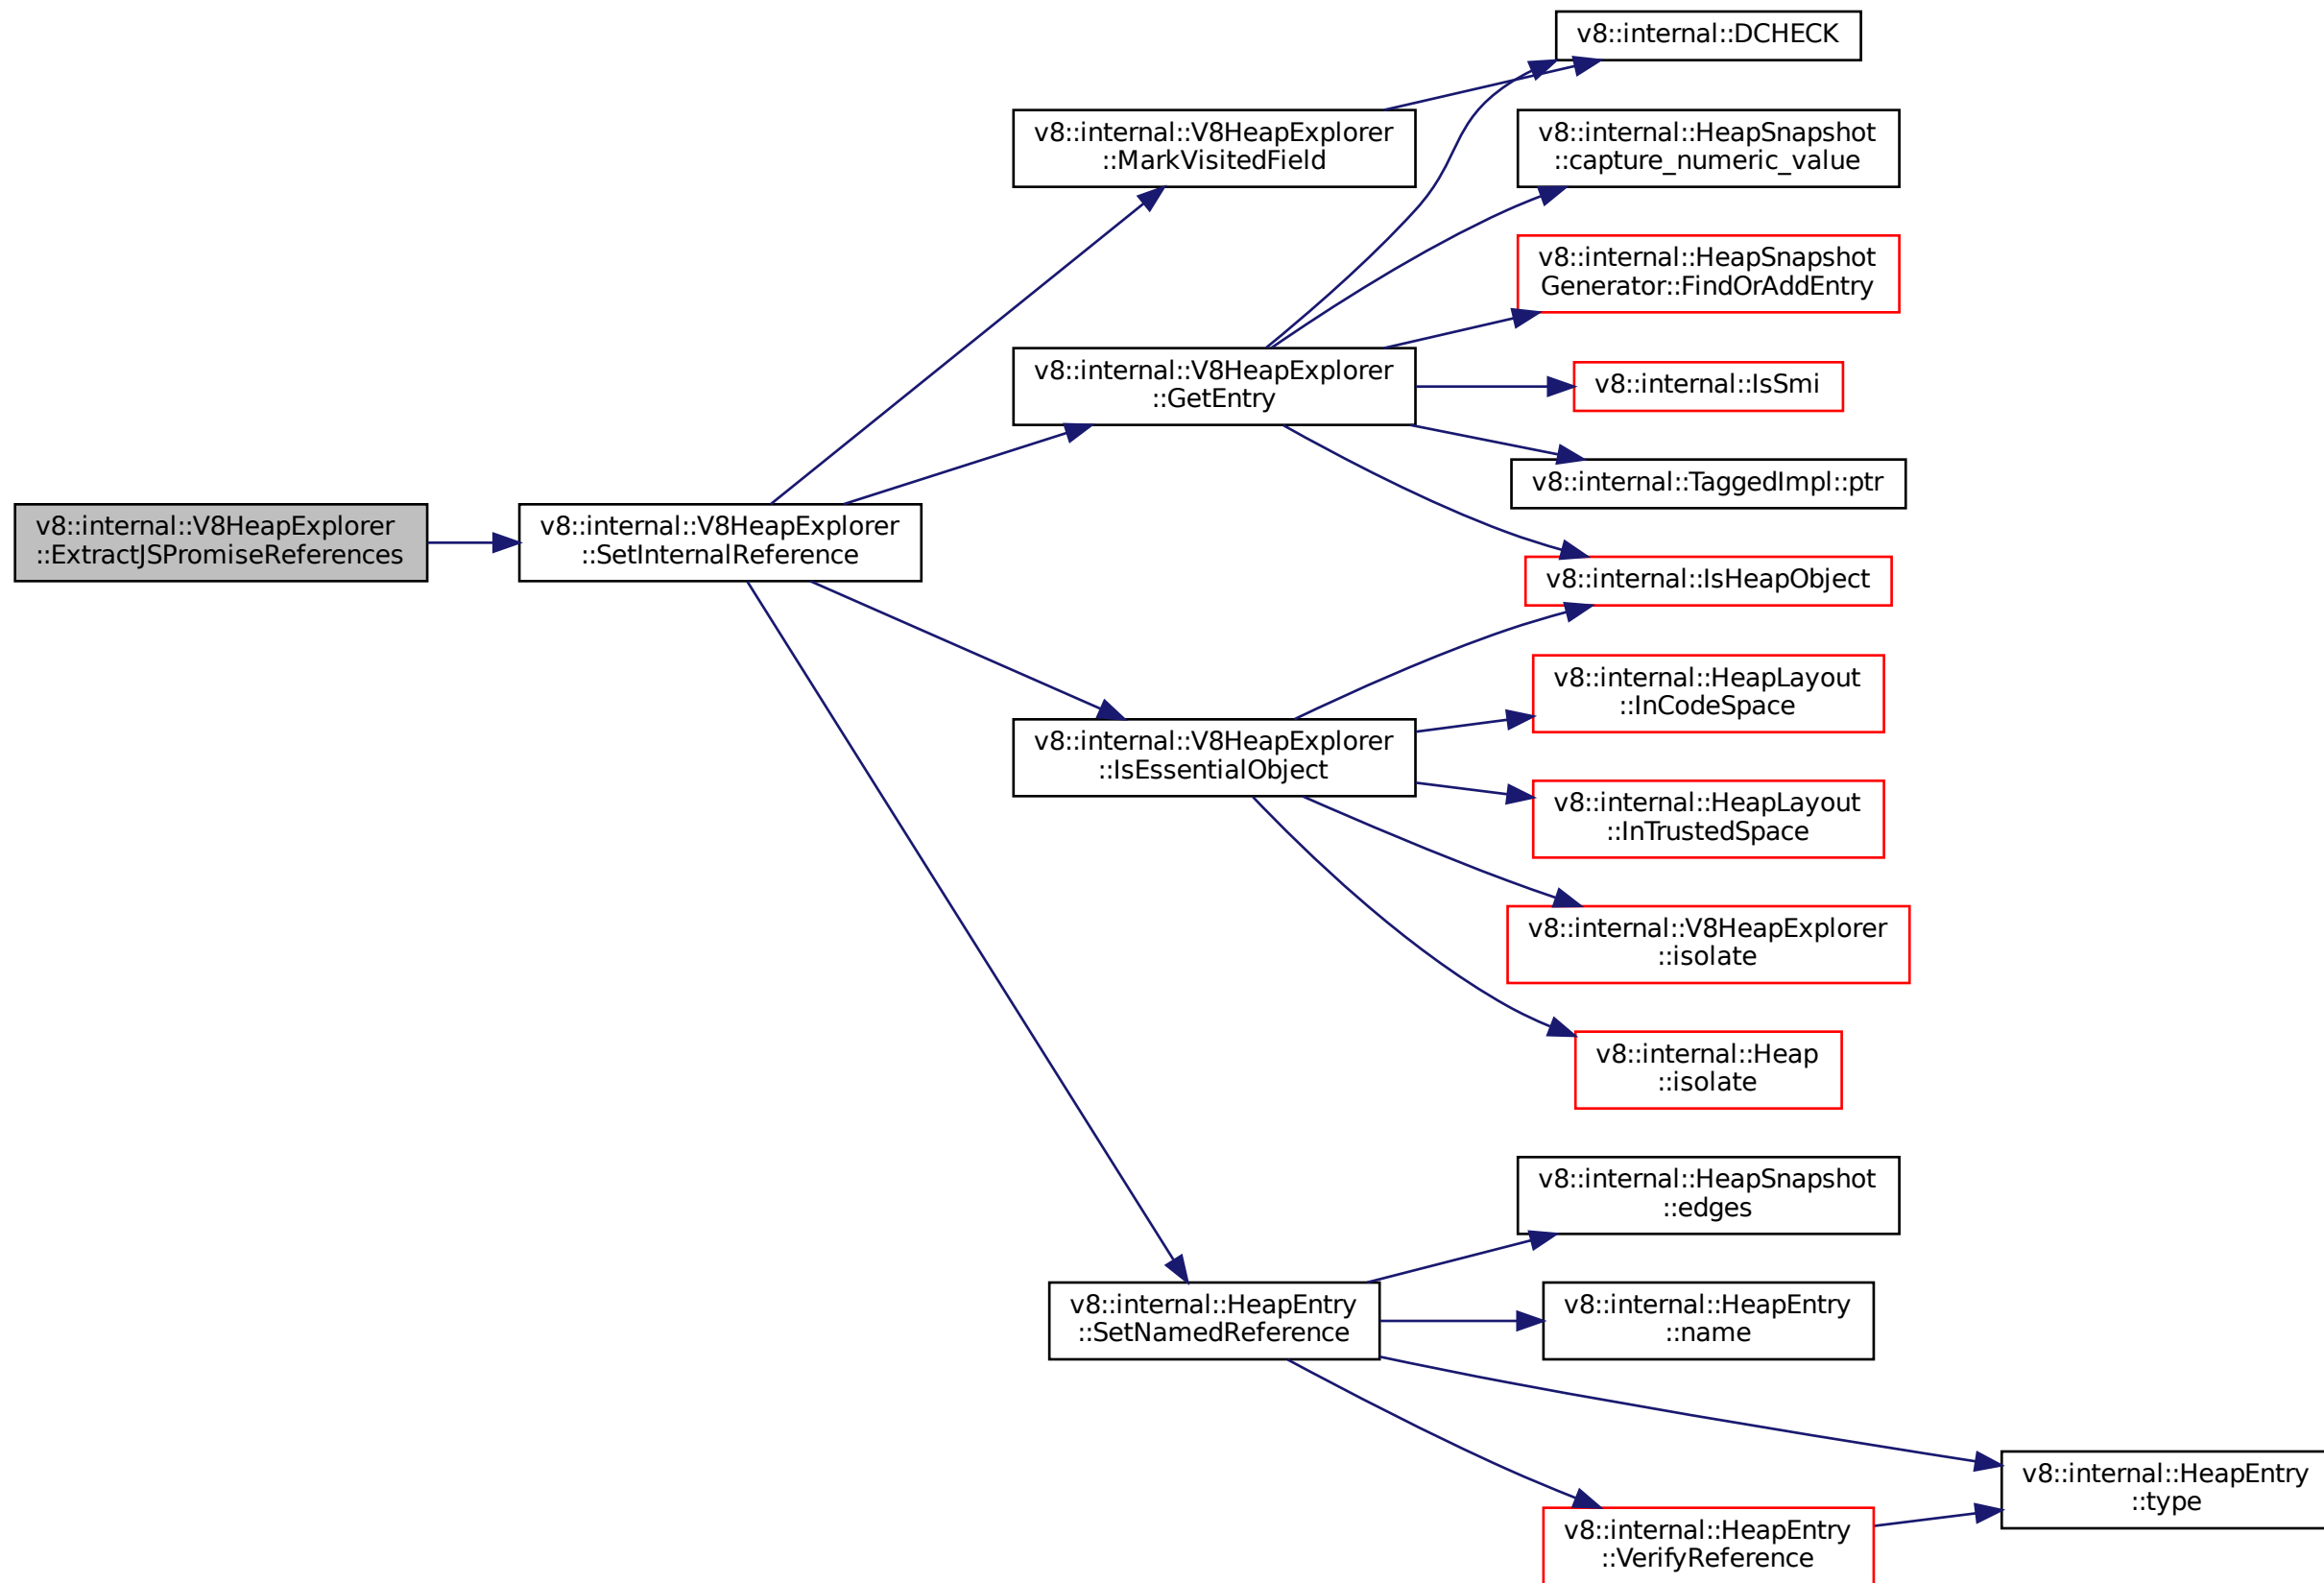 v8::internal::DCHECK
v8::internal::V8HeapExplorer
::MarkVisitedField
v8::internal::HeapSnapshot
::capture_numeric_value
v8::internal::HeapSnapshot
Generator::FindOrAddEntry
v8::internal::V8HeapExplorer
::GetEntry
v8::internal::IsSmi
v8::internal::TaggedImpl::ptr
v8::internal::V8HeapExplorer
::ExtractJSPromiseReferences
v8::internal::V8HeapExplorer
::SetInternalReference
v8::internal::IsHeapObject
v8::internal::HeapLayout
::InCodeSpace
v8::internal::V8HeapExplorer
::IsEssentialObject
v8::internal::HeapLayout
::InTrustedSpace
v8::internal::V8HeapExplorer
::isolate
v8::internal::Heap
::isolate
v8::internal::HeapSnapshot
::edges
v8::internal::HeapEntry
::SetNamedReference
v8::internal::HeapEntry
::name
v8::internal::HeapEntry
::type
v8::internal::HeapEntry
::VerifyReference